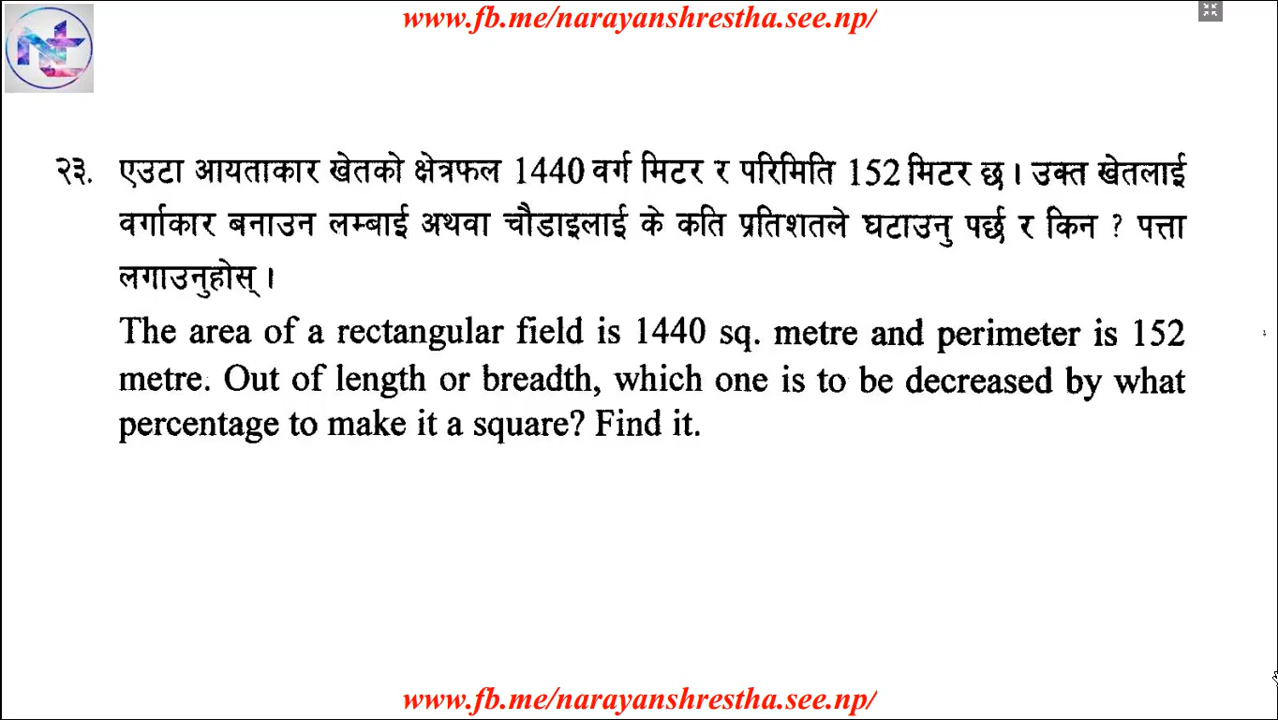 www.fb.me/narayanshrestha.see.np/
२३. एउटा आयताकार खेतको क्षेत्रफल 1440 वर्ग मिटर र परिमिति 152 मिटर छ । उक्त खेतलाई
वर्गाकार बनाउन लम्बाई अथवा चौडाइलाई के कति प्रतिशतले घटाउनु पर्छ र किन ? पत्ता
लगाउनुहोस् ।
The area of a rectangular field is 1440 sq. metre and perimeter is 152
metre. Out of length or breadth, which one is to be decreased by what
percentage to make it a square? Find it.
www.fb.me/narayanshrestha.see.np/